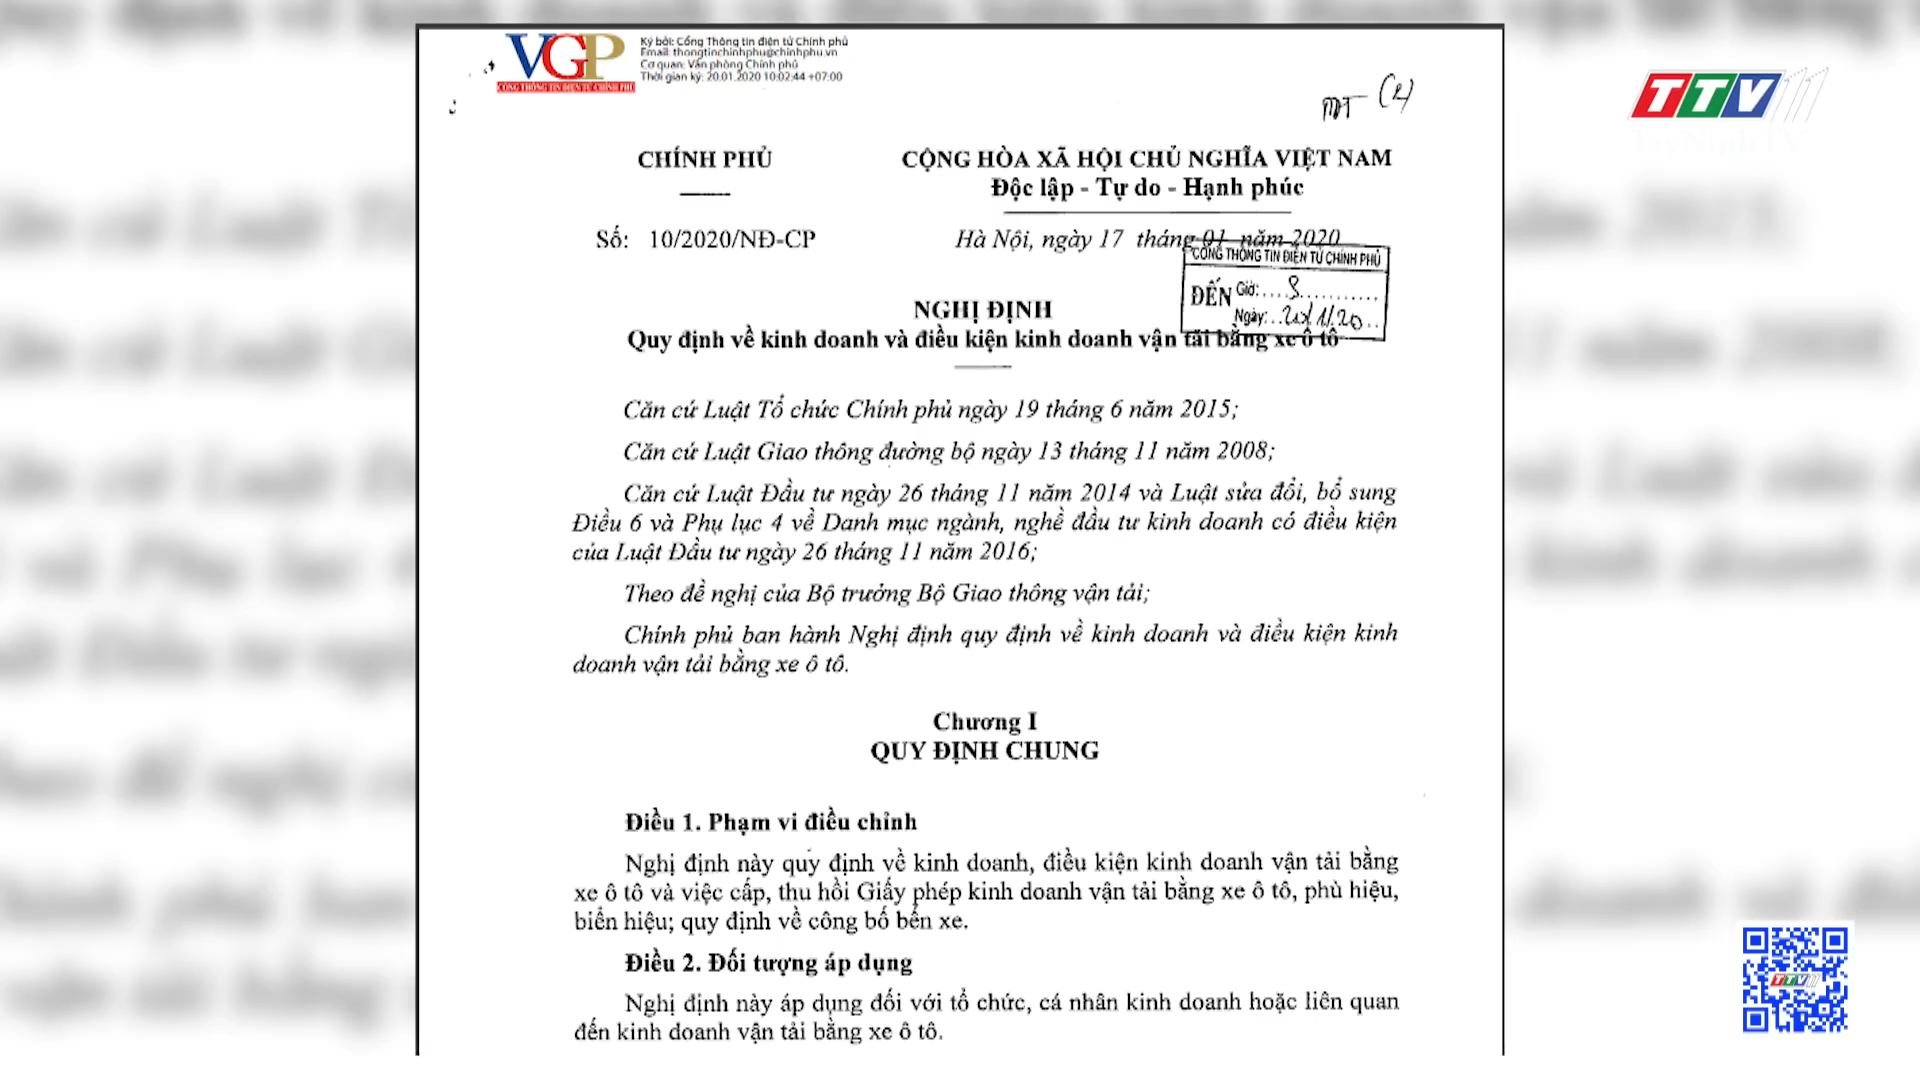 VGP
CỔNG THÔNG TIN ĐIỆN TỬ CHÍNH PHỦ
Ký bởi: Cổng Thông tin điện tử Chính phủ
Email: thongtinchinhphu@chinhphu.vn
Cơ quan: Văn phòng Chính phủ
Thời gian ký: 20.01.2020 10:02:44 +07:00
TTV11
CHÍNH PHỦ
CỘNG HÒA XÃ HỘI CHỦ NGHĨA VIỆT NAM
Độc lập - Tự do - Hạnh phúc
Số: 10/2020/NĐ-CP
Hà Nội, ngày 17 tháng 01 năm 2020
CỔNG THÔNG TIN ĐIỆN TỬ CHÍNH PHỦ
ĐẾN
Giờ: ....8...........
Ngày: ..20/1/20..
NGHỊ ĐỊNH
Quy định về kinh doanh và điều kiện kinh doanh vận tải bằng xe ô tô
Căn cứ Luật Tổ chức Chính phủ ngày 19 tháng 6 năm 2015;
Căn cứ Luật Giao thông đường bộ ngày 13 tháng 11 năm 2008;
Căn cứ Luật Đầu tư ngày 26 tháng 11 năm 2014 và Luật sửa đổi, bổ sung
Điều 6 và Phụ lục 4 về Danh mục ngành, nghề đầu tư kinh doanh có điều kiện
của Luật Đầu tư ngày 26 tháng 11 năm 2016;
Theo đề nghị của Bộ trưởng Bộ Giao thông vận tải;
Chính phủ ban hành Nghị định quy định về kinh doanh và điều kiện kinh
doanh vận tải bằng xe ô tô.
Chương I
QUY ĐỊNH CHUNG
Điều 1. Phạm vi điều chỉnh
Nghị định này quy định về kinh doanh, điều kiện kinh doanh vận tải bằng
xe ô tô và việc cấp, thu hồi Giấy phép kinh doanh vận tải bằng xe ô tô, phù hiệu,
biển hiệu; quy định về công bố bến xe.
Điều 2. Đối tượng áp dụng
Nghị định này áp dụng đối với tổ chức, cá nhân kinh doanh hoặc liên quan
đến kinh doanh vận tải bằng xe ô tô.
TTV11